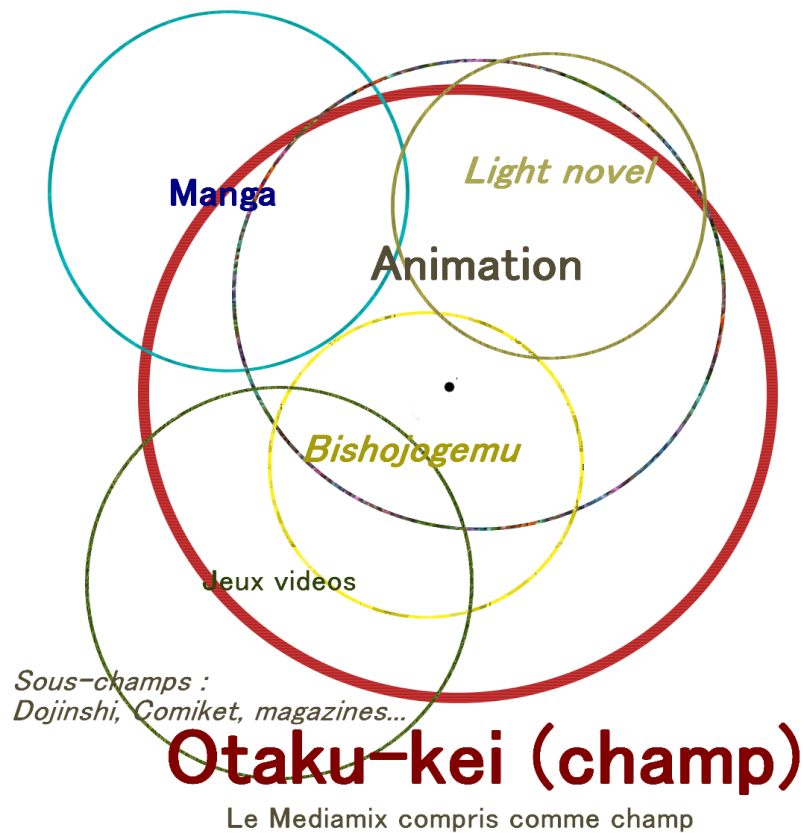 Light novel
Manga
Animation
Bishojogemu
Jeux videos
Sous-champs :
Dojinshi, Comiket, magazines...
Otaku-kei (champ)
Le Mediamix compris comme champ